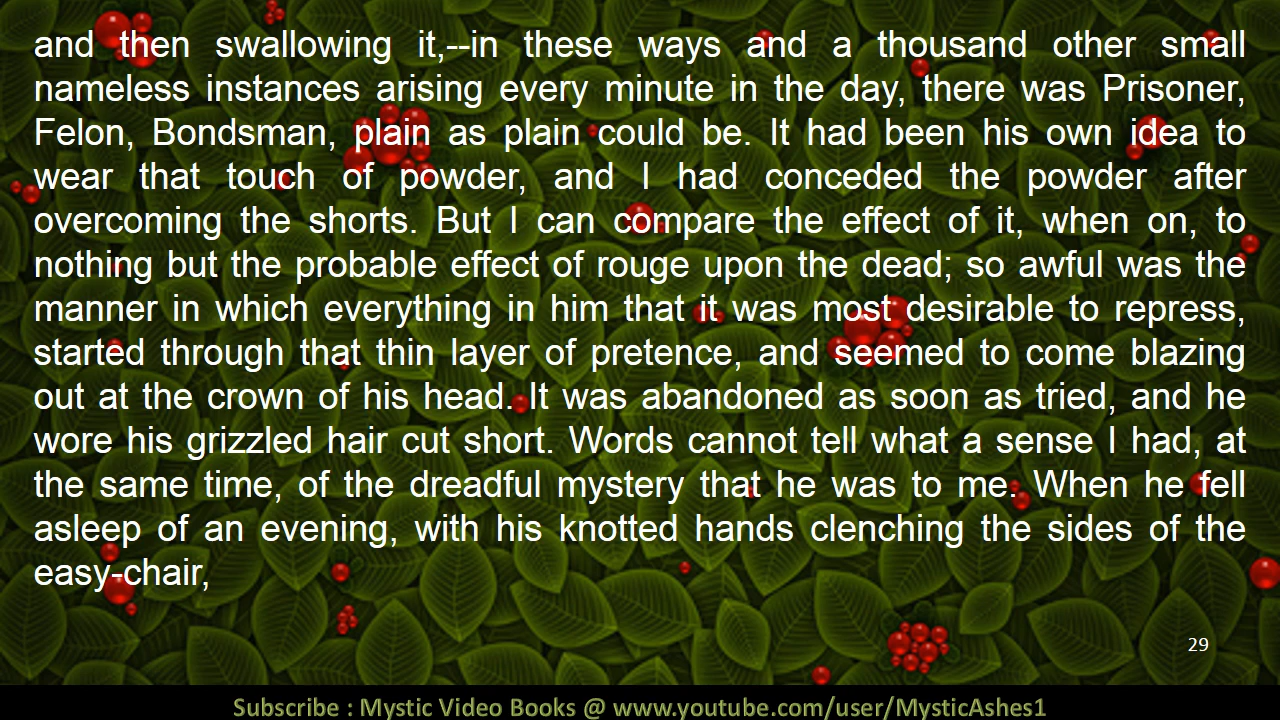 and then swallowing it,--in these ways and a thousand other small
nameless instances arising every minute in the day, there was Prisoner,
Felon, Bondsman, plain as plain could be. It had been his own idea to
wear that touch of powder, and I had conceded the powder after
overcoming the shorts. But I can compare the effect of it, when on, to
nothing but the probable effect of rouge upon the dead; so awful was the
manner in which everything in him that it was most desirable to repress,
started through that thin layer of pretence, and seemed to come blazing
out at the crown of his head. It was abandoned as soon as tried, and he
wore his grizzled hair cut short. Words cannot tell what a sense I had, at
the same time, of the dreadful mystery that he was to me. When he fell
asleep of an evening, with his knotted hands clenching the sides of the
easy-chair,
29
Subscribe : Mystic Video Books @ www.youtube.com/user/MysticAshes1